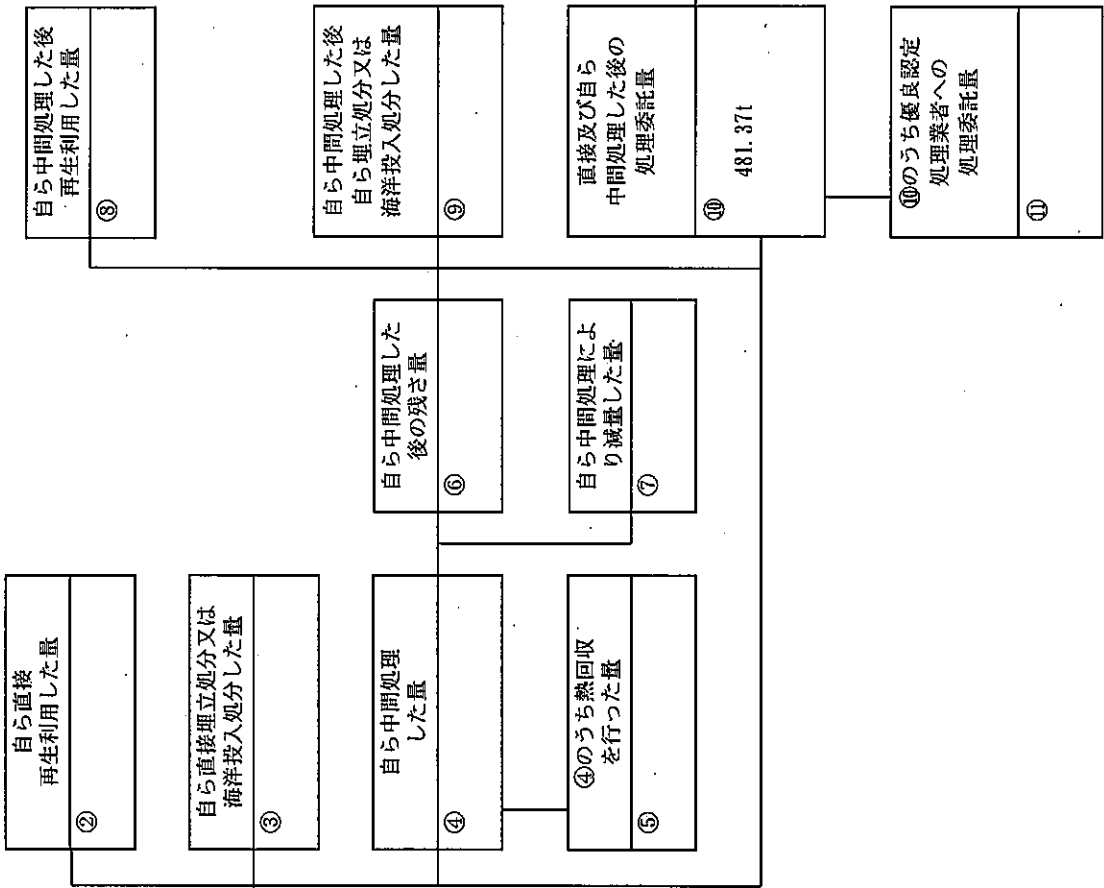 自ら直接
再生利用した量
②
自ら直接埋立処分又は
海洋投入処分した量
③
自ら中間処理
した量
④
④のうち熱回収
を行った量
⑤
自ら中間処理した
後の残さ量
⑥
自ら中間処理によ
り減量した量
⑦
自ら中間処理した後
再生利用した量
⑧
自ら中間処理した後
自ら埋立処分又は
海洋投入処分した量
⑨
直接及び自ら
中間処理した後の
処理委託量
⑩
481.37t
⑩のうち優良認定
処理業者への
処理委託量
⑪